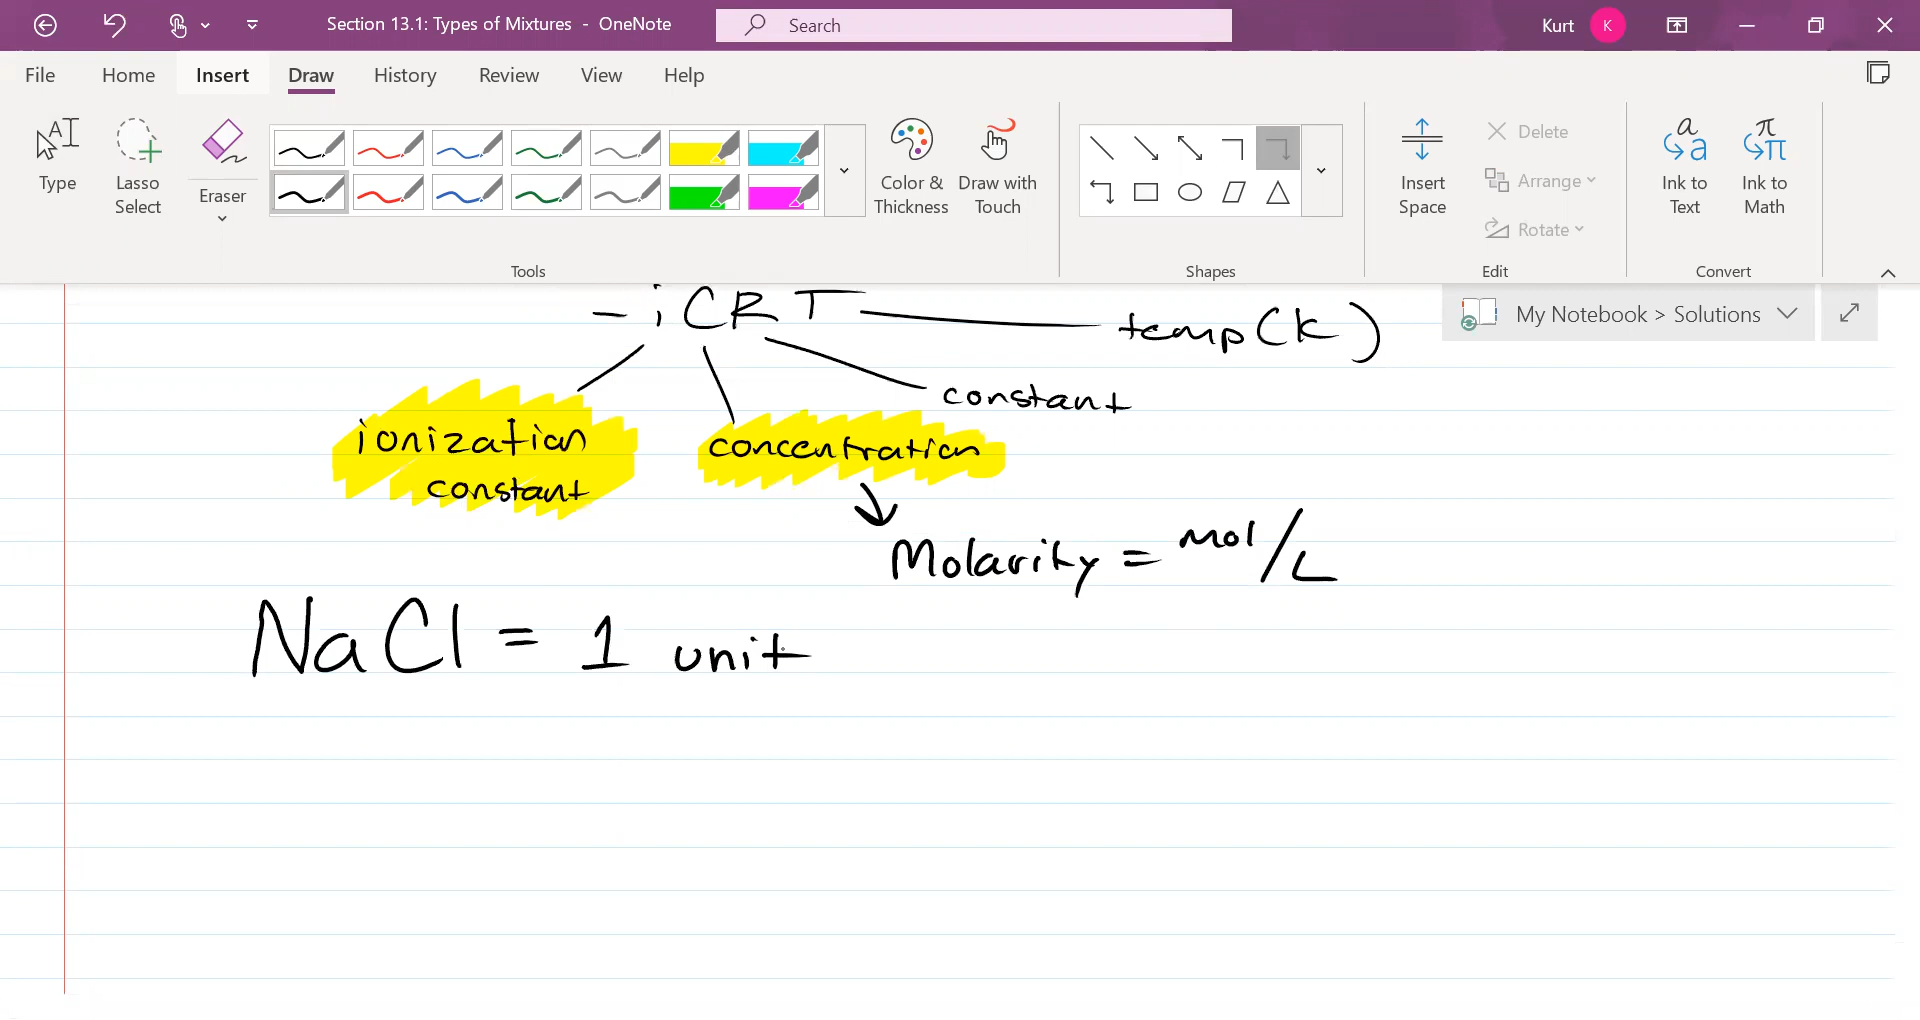 Section 13.1: Types of Mixtures - OneNote
Search
Kurt
K
File Home Insert Draw History Review View Help
Type
Lasso Select
Eraser
Color & Thickness
Draw with Touch
Insert Space
Delete
Arrange
Rotate
Ink to Text
Ink to Math
Tools
Shapes
Edit
Convert
My Notebook > Solutions
- iCRT
temp (K)
constant
ionization
constant
concentration
Molarity = mol/L
NaCl = 1 unit